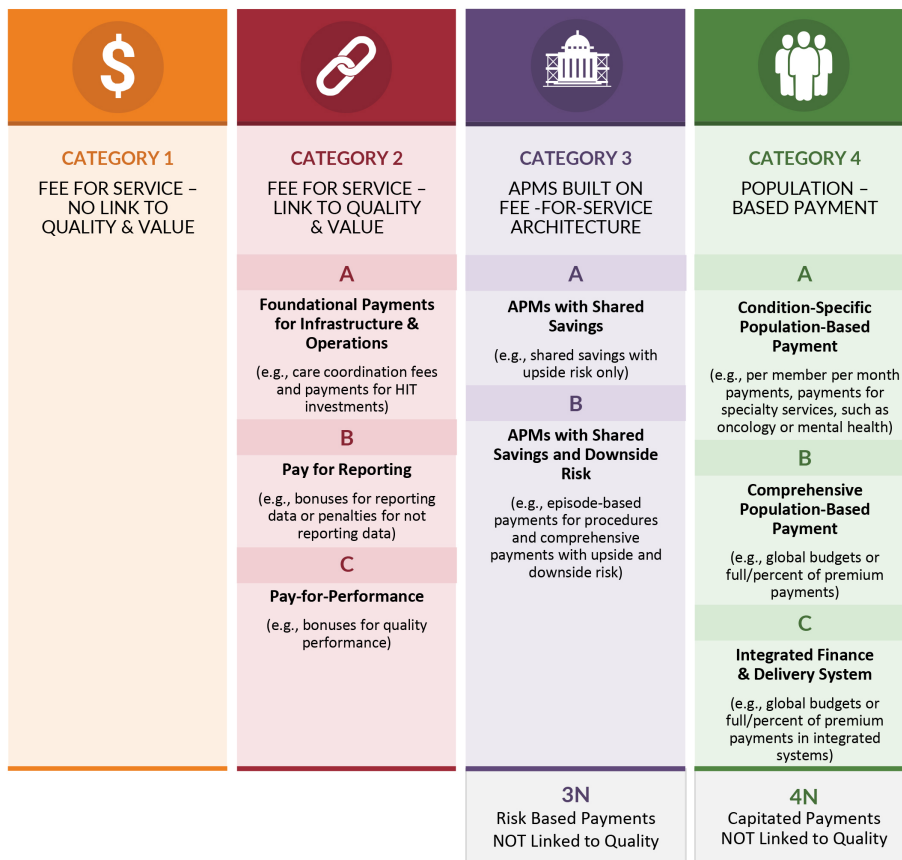 $
CATEGORY 1
FEE FOR SERVICE –
NO LINK TO
QUALITY & VALUE
CATEGORY 2
FEE FOR SERVICE –
LINK TO QUALITY
& VALUE
A
Foundational Payments
for Infrastructure &
Operations
(e.g., care coordination fees
and payments for HIT
investments)
B
Pay for Reporting
(e.g., bonuses for reporting
data or penalties for not
reporting data)
C
Pay-for-Performance
(e.g., bonuses for quality
performance)
CATEGORY 3
APMS BUILT ON
FEE -FOR-SERVICE
ARCHITECTURE
A
APMs with Shared
Savings
(e.g., shared savings with
upside risk only)
B
APMs with Shared
Savings and Downside
Risk
(e.g., episode-based
payments for procedures
and comprehensive
payments with upside and
downside risk)
3N
Risk Based Payments
NOT Linked to Quality
CATEGORY 4
POPULATION –
BASED PAYMENT
A
Condition-Specific
Population-Based
Payment
(e.g., per member per month
payments, payments for
specialty services, such as
oncology or mental health)
B
Comprehensive
Population-Based
Payment
(e.g., global budgets or
full/percent of premium
payments)
C
Integrated Finance
& Delivery System
(e.g., global budgets or
full/percent of premium
payments in integrated
systems)
4N
Capitated Payments
NOT Linked to Quality